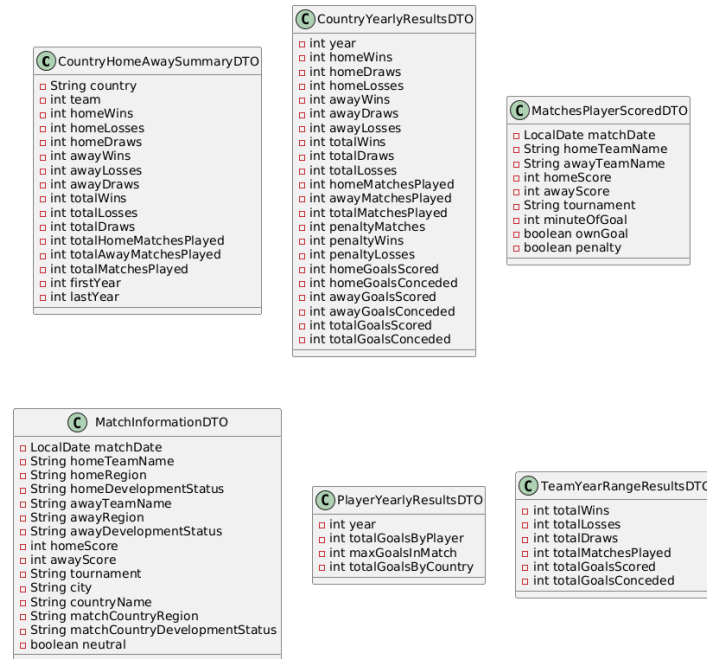 C CountryHomeAwaySummaryDTO
String country
int team
int homeWins
int homeLosses
int homeDraws
int awayWins
int awayLosses
int awayDraws
int totalWins
int totalLosses
int totalDraws
int totalHomeMatchesPlayed
int totalAwayMatchesPlayed
int totalMatchesPlayed
int firstYear
int lastYear
C CountryYearlyResultsDTO
int year
int homeWins
int homeDraws
int homeLosses
int awayWins
int awayDraws
int awayLosses
int totalWins
int totalDraws
int totalLosses
int homeMatchesPlayed
int awayMatchesPlayed
int totalMatchesPlayed
int penaltyMatches
int penaltyWins
int penaltyLosses
int homeGoalsScored
int homeGoalsConceded
int awayGoalsScored
int awayGoalsConceded
int totalGoalsScored
int totalGoalsConceded
C MatchesPlayerScoredDTO
LocalDate matchDate
String homeTeamName
String awayTeamName
int homeScore
int awayScore
String tournament
int minuteOfGoal
boolean ownGoal
boolean penalty
C MatchInformationDTO
LocalDate matchDate
String homeTeamName
String homeRegion
String homeDevelopmentStatus
String awayTeamName
String awayRegion
String awayDevelopmentStatus
int homeScore
int awayScore
String tournament
String city
String countryName
String matchCountryRegion
String matchCountryDevelopmentStatus
boolean neutral
C PlayerYearlyResultsDTO
int year
int totalGoalsByPlayer
int maxGoalsInMatch
int totalGoalsByCountry
C TeamYearRangeResultsDTO
int totalWins
int totalLosses
int totalDraws
int totalMatchesPlayed
int totalGoalsScored
int totalGoalsConceded